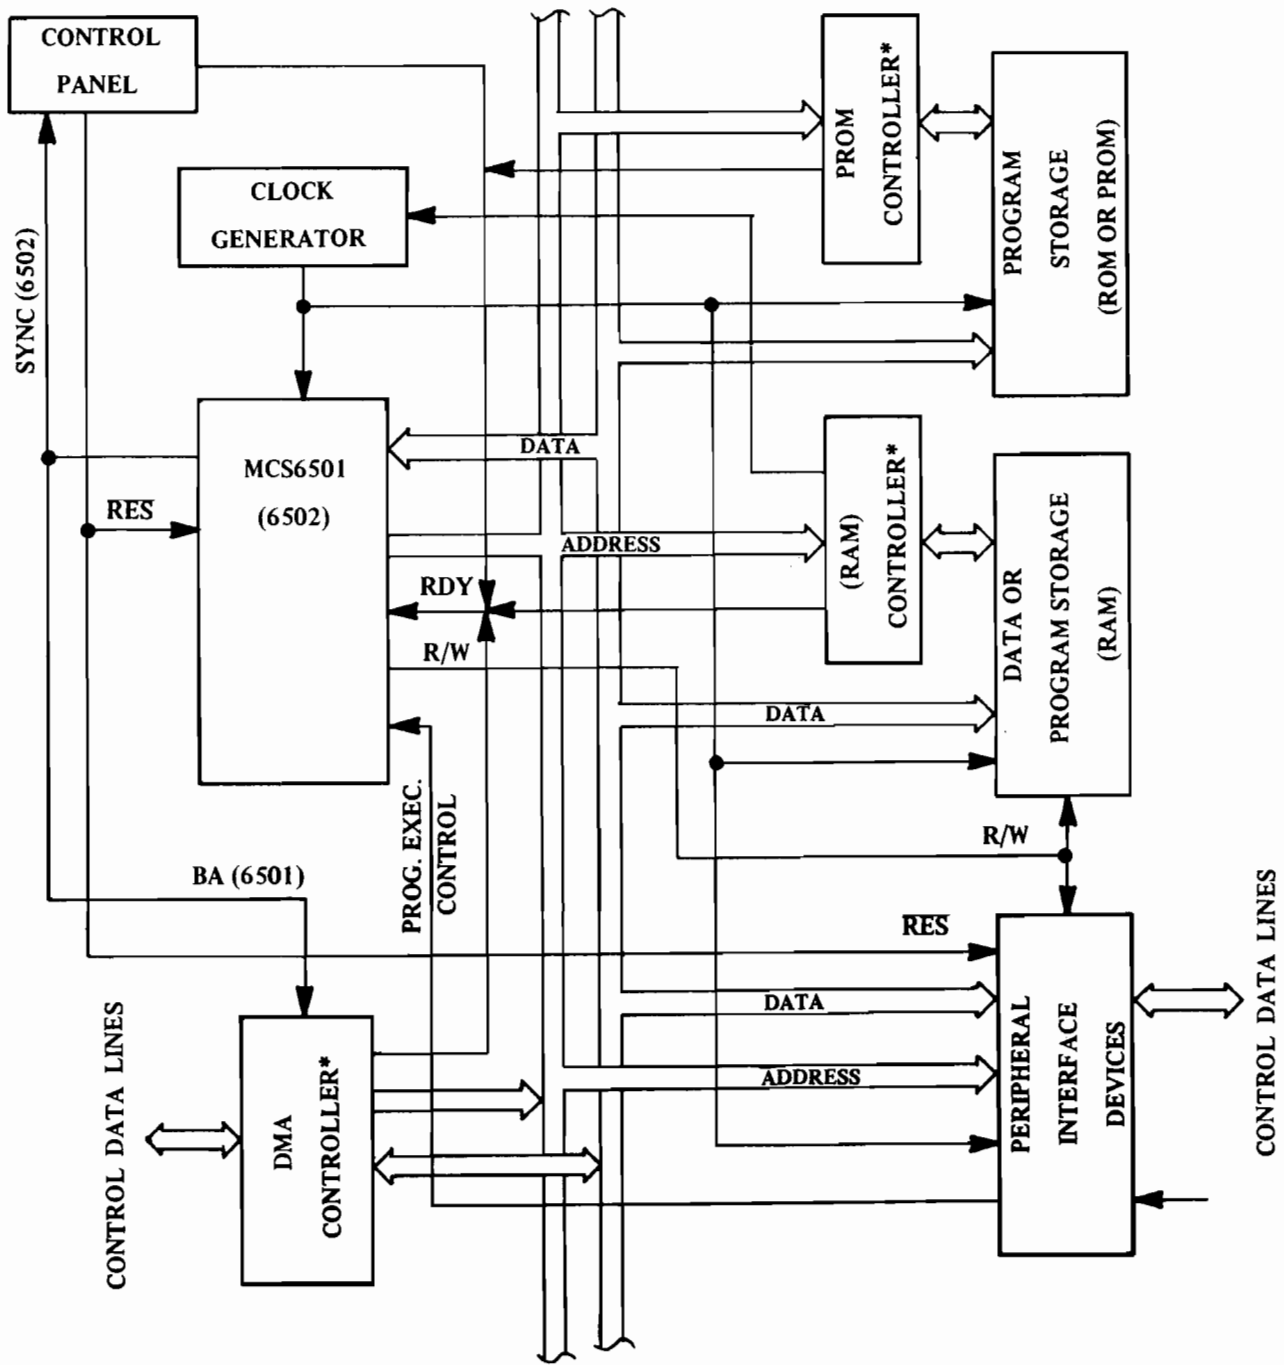 CONTROL
PANEL
PROM
CONTROLLER*
PROGRAM
STORAGE
(ROM OR PROM)
CLOCK
GENERATOR
SYNC (6502)
DATA
MCS6501
(6502)
RES
ADDRESS
(RAM)
CONTROLLER*
DATA OR
PROGRAM STORAGE
(RAM)
RDY
R/W
DATA
PROG. EXEC.
CONTROL
R/W
BA (6501)
RES
DATA
ADDRESS
PERIPHERAL
INTERFACE
DEVICES
CONTROL DATA LINES
CONTROL DATA LINES
DMA
CONTROLLER*